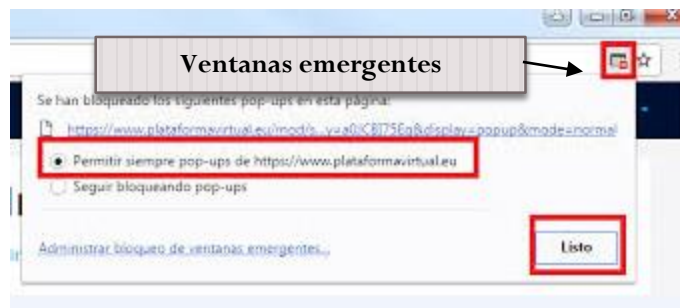 Ventanas emergentes
Se han bloqueado los siguientes pop-ups en esta página:
https://www.plataformavirtual.eu/mod/s...y=a0JCBI75Eq&display=popup&mode=normal
Permitir siempre pop-ups de https://www.plataformavirtual.eu
Seguir bloqueando pop-ups
Administrar bloqueo de ventanas emergentes...
Listo